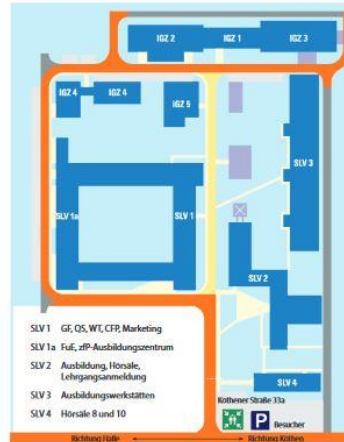 IGZ 2 IGZ 1 IGZ 3
IGZ 4 IGZ 4 IGZ 5
SLV 3
SLV 1a SLV 1
SLV 2
SLV 1 GF, QS, WT, CFP, Marketing
SLV 1a FuE, zfP-Ausbildungszentrum
SLV 2 Ausbildung, Hörsäle,
Lehrgangsanmeldung
SLV 3 Ausbildungswerkstätten
SLV 4 Hörsäle 8 und 10
SLV 4
Köthener Straße 33a
P Besucher
Richtung Halle Richtung Köthen